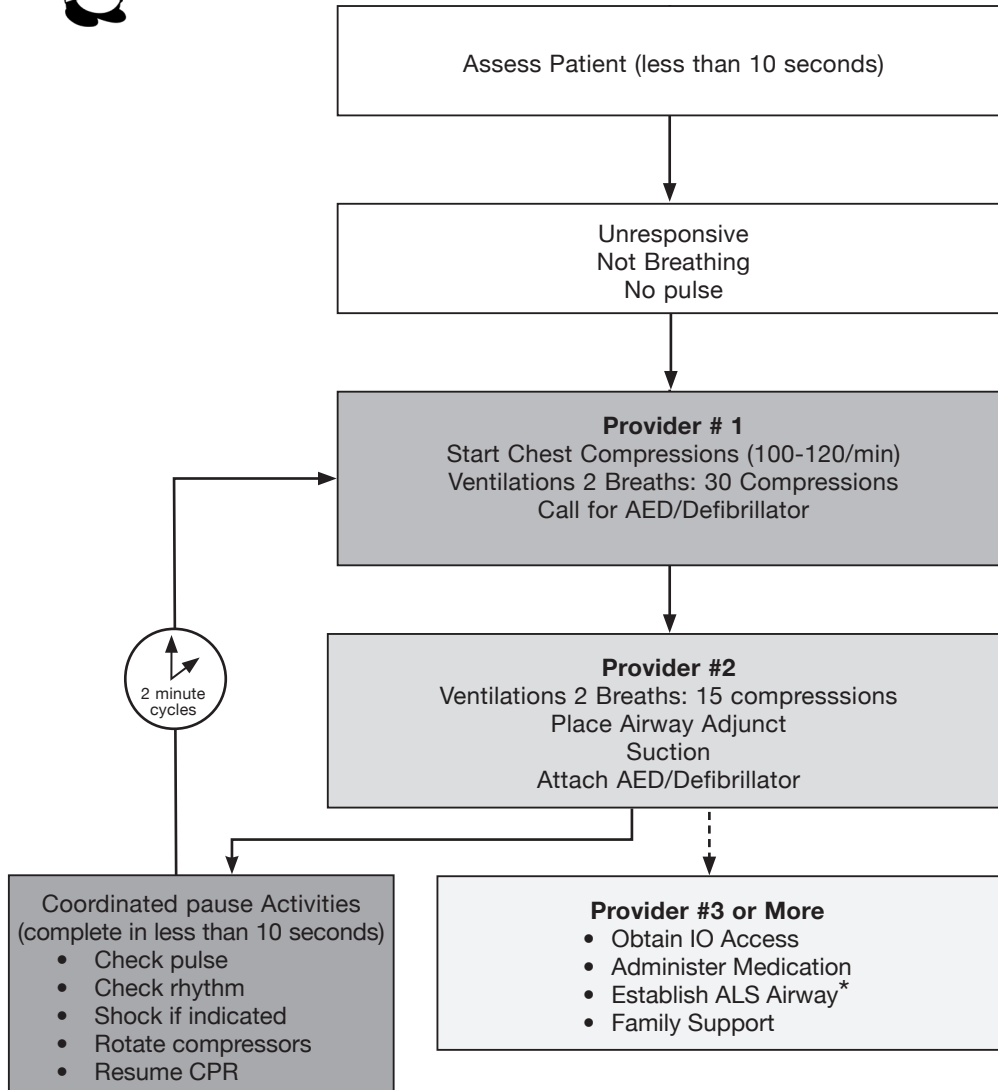 Assess Patient (less than 10 seconds)
Unresponsive
Not Breathing
No pulse
Provider # 1
Start Chest Compressions (100-120/min)
Ventilations 2 Breaths: 30 Compressions
Call for AED/Defibrillator
2 minute
cycles
Provider #2
Ventilations 2 Breaths: 15 compresssions
Place Airway Adjunct
Suction
Attach AED/Defibrillator
Coordinated pause Activities
(complete in less than 10 seconds)
• Check pulse
• Check rhythm
• Shock if indicated
• Rotate compressors
• Resume CPR
Provider #3 or More
• Obtain IO Access
• Administer Medication
• Establish ALS Airway*
• Family Support